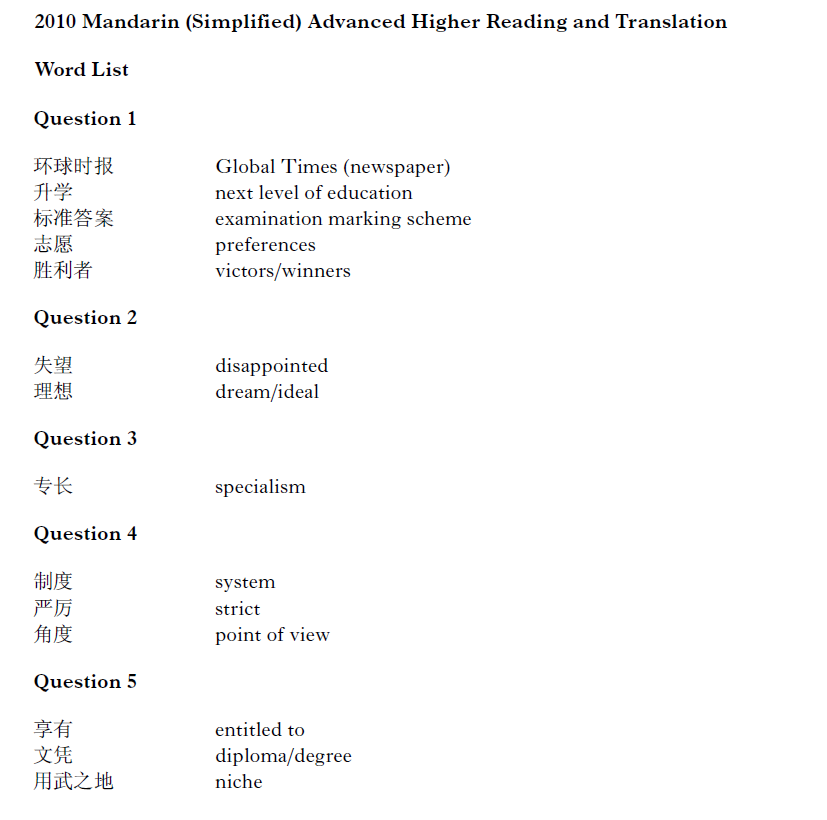 2010 Mandarin (Simplified) Advanced Higher Reading and Translation
Word List
Question 1
环球时报 Global Times (newspaper)
升学 next level of education
标准答案 examination marking scheme
志愿 preferences
胜利者 victors/winners
Question 2
失望 disappointed
理想 dream/ideal
Question 3
专长 specialism
Question 4
制度 system
严厉 strict
角度 point of view
Question 5
享有 entitled to
文凭 diploma/degree
用武之地 niche